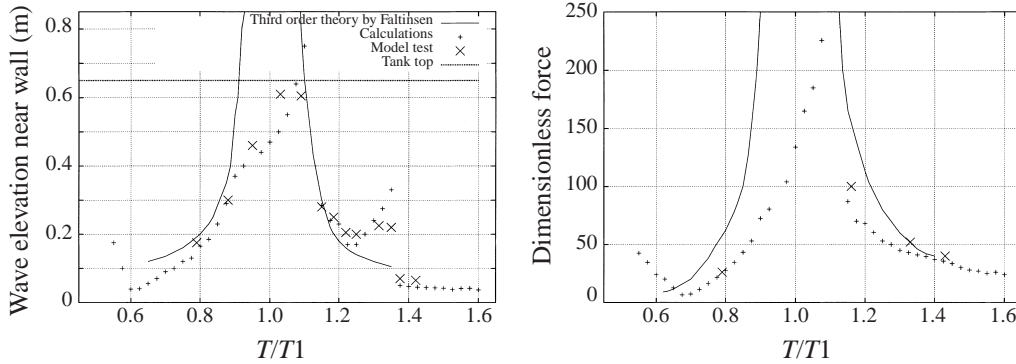 Wave elevation near wall (m)
0.8
0.6
0.4
0.2
0
Third order theory by Faltinsen
Calculations
Model test
Tank top
0.6 0.8 1.0 1.2 1.4 1.6
T/T1
Dimensionless force
250
200
150
100
50
0
0.6 0.8 1.0 1.2 1.4 1.6
T/T1